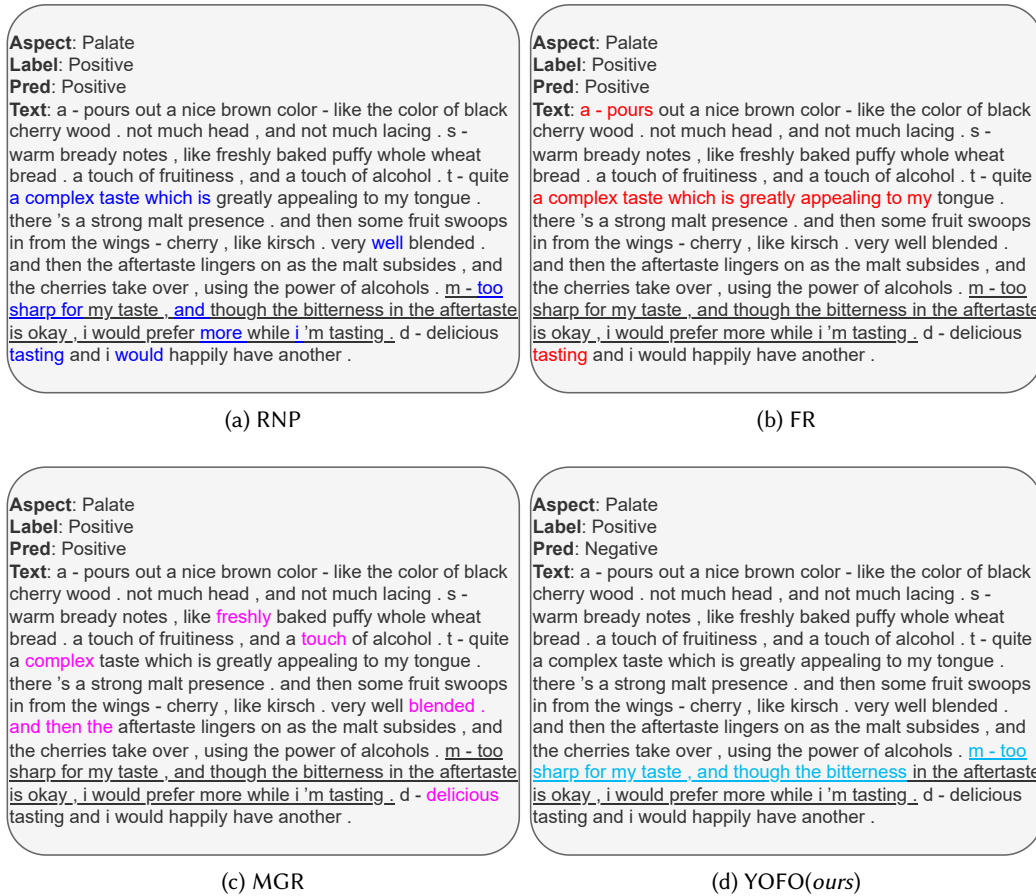 Aspect: Palate
Label: Positive
Pred: Positive
Text: a - pours out a nice brown color - like the color of black
cherry wood . not much head , and not much lacing . s -
warm bready notes , like freshly baked puffy whole wheat
bread . a touch of fruitiness , and a touch of alcohol . t - quite
a complex taste which is greatly appealing to my tongue .
there 's a strong malt presence . and then some fruit swoops
in from the wings - cherry , like kirsch . very well blended .
and then the aftertaste lingers on as the malt subsides , and
the cherries take over , using the power of alcohols . m - too
sharp for my taste , and though the bitterness in the aftertaste
is okay , i would prefer more while i 'm tasting . d - delicious
tasting and i would happily have another .
(a) RNP
Aspect: Palate
Label: Positive
Pred: Positive
Text: a - pours out a nice brown color - like the color of black
cherry wood . not much head , and not much lacing . s -
warm bready notes , like freshly baked puffy whole wheat
bread . a touch of fruitiness , and a touch of alcohol . t - quite
a complex taste which is greatly appealing to my tongue .
there 's a strong malt presence . and then some fruit swoops
in from the wings - cherry , like kirsch . very well blended .
and then the aftertaste lingers on as the malt subsides , and
the cherries take over , using the power of alcohols . m - too
sharp for my taste , and though the bitterness in the aftertaste
is okay , i would prefer more while i 'm tasting . d - delicious
tasting and i would happily have another .
(b) FR
Aspect: Palate
Label: Positive
Pred: Positive
Text: a - pours out a nice brown color - like the color of black
cherry wood . not much head , and not much lacing . s -
warm bready notes , like freshly baked puffy whole wheat
bread . a touch of fruitiness , and a touch of alcohol . t - quite
a complex taste which is greatly appealing to my tongue .
there 's a strong malt presence . and then some fruit swoops
in from the wings - cherry , like kirsch . very well blended .
and then the aftertaste lingers on as the malt subsides , and
the cherries take over , using the power of alcohols . m - too
sharp for my taste , and though the bitterness in the aftertaste
is okay , i would prefer more while i 'm tasting . d - delicious
tasting and i would happily have another .
(c) MGR
Aspect: Palate
Label: Positive
Pred: Negative
Text: a - pours out a nice brown color - like the color of black
cherry wood . not much head , and not much lacing . s -
warm bready notes , like freshly baked puffy whole wheat
bread . a touch of fruitiness , and a touch of alcohol . t - quite
a complex taste which is greatly appealing to my tongue .
there 's a strong malt presence . and then some fruit swoops
in from the wings - cherry , like kirsch . very well blended .
and then the aftertaste lingers on as the malt subsides , and
the cherries take over , using the power of alcohols . m - too
sharp for my taste , and though the bitterness in the aftertaste
is okay , i would prefer more while i 'm tasting . d - delicious
tasting and i would happily have another .
(d) YOFO(ours)